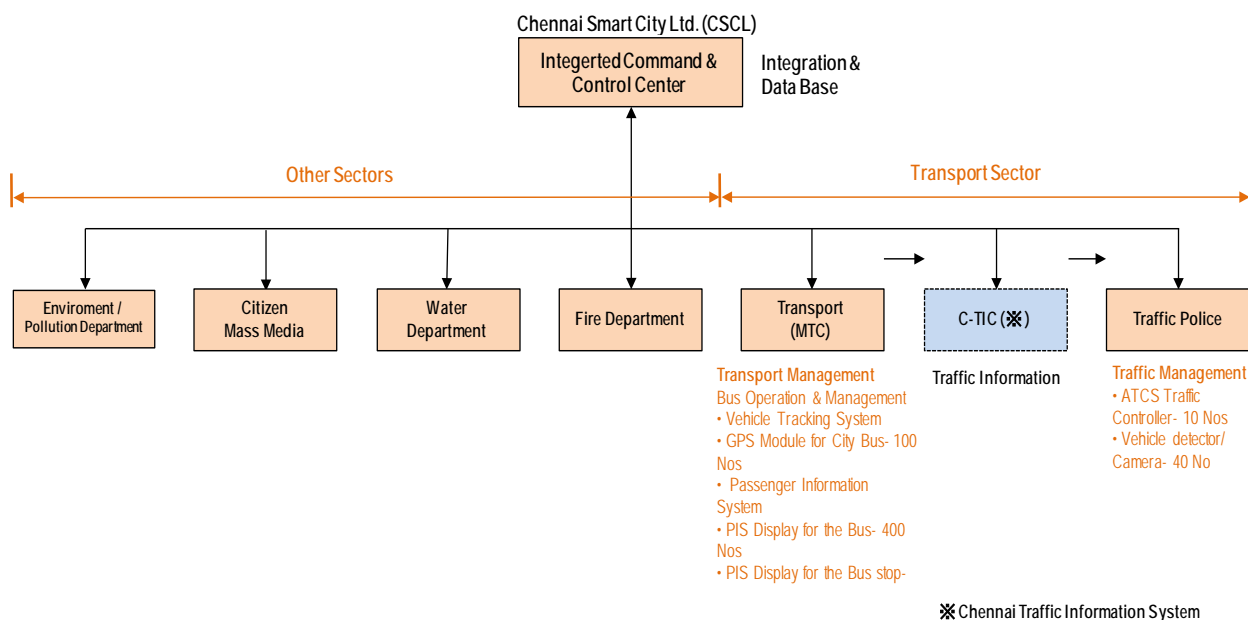 Chennai Smart City Ltd. (CSCL)
Integerted Command &
Control Center
Integration &
Data Base
Other Sectors
Transport Sector
Enviroment /
Pollution Department
Citizen
Mass Media
Water
Department
Fire Department
Transport
(MTC)
C-TIC (※)
Traffic Police
Transport Management
Bus Operation & Management
• Vehicle Tracking System
• GPS Module for City Bus- 100
Nos
• Passenger Information
System
• PIS Display for the Bus- 400
Nos
• PIS Display for the Bus stop-
Traffic Information
Traffic Management
• ATCS Traffic
Controller- 10 Nos
• Vehicle detector/
Camera- 40 No
※ Chennai Traffic Information System